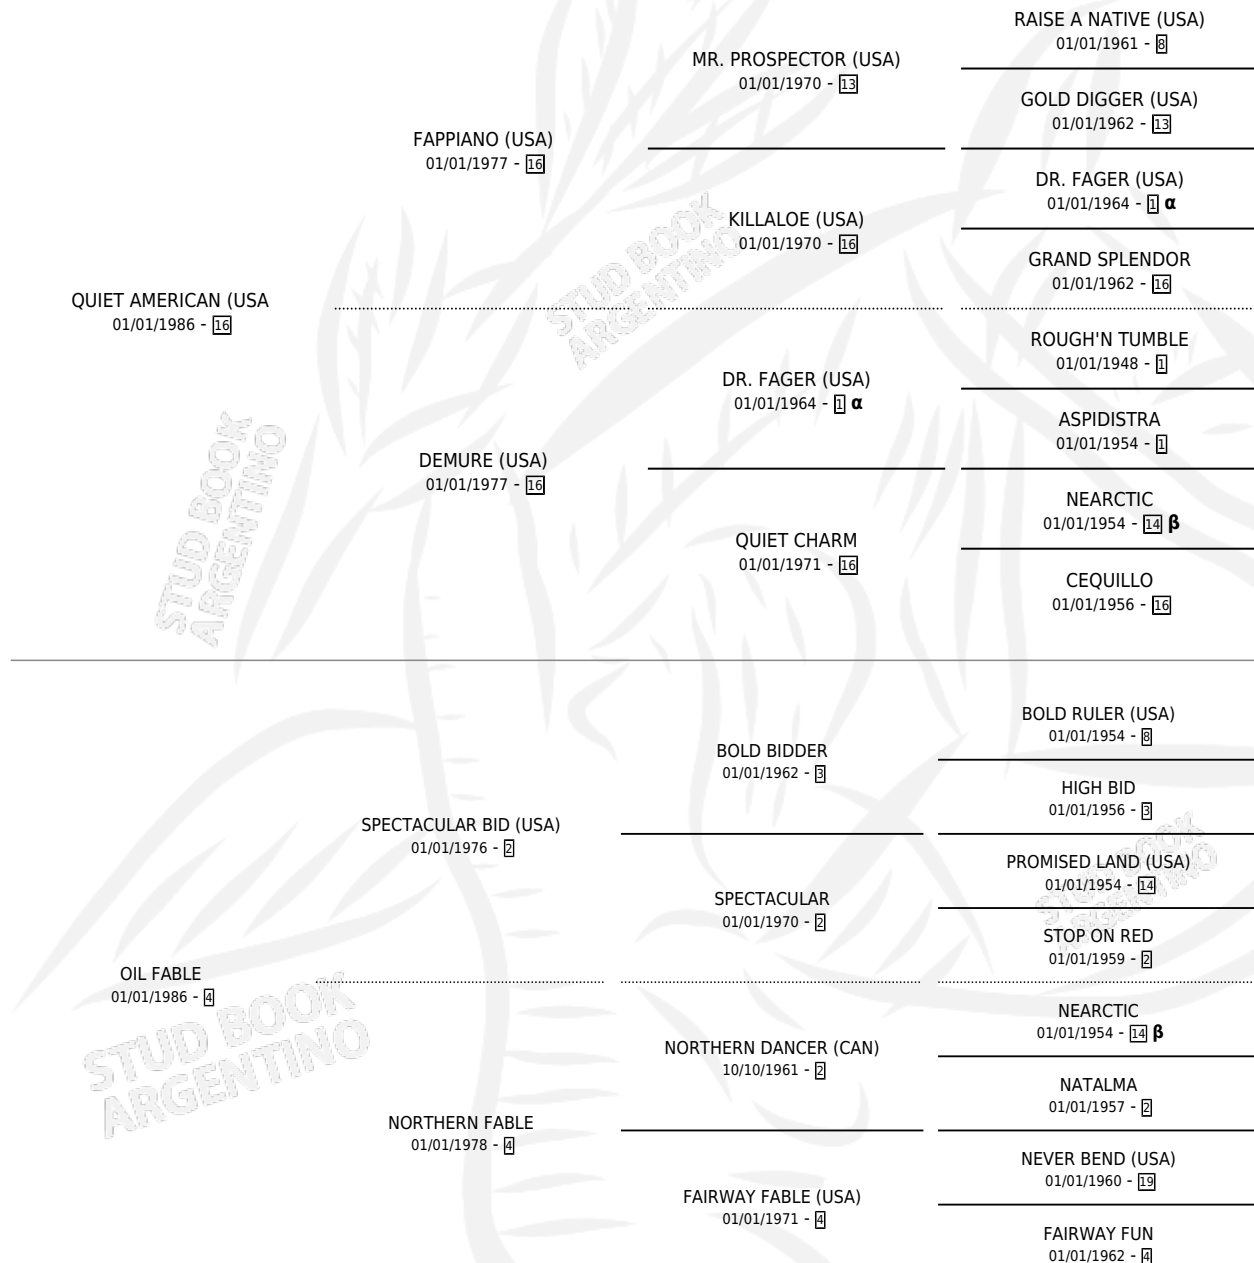 RAISE A NATIVE (USA)
01/01/1961 - 8
MR. PROSPECTOR (USA)
01/01/1970 - 13
GOLD DIGGER (USA)
01/01/1962 - 13
FAPPIANO (USA)
01/01/1977 - 16
DR. FAGER (USA)
01/01/1964 - 1 α
KILLALOE (USA)
01/01/1970 - 16
GRAND SPLENDOR
01/01/1962 - 16
QUIET AMERICAN (USA
01/01/1986 - 16
ROUGH'N TUMBLE
01/01/1948 - 1
DR. FAGER (USA)
01/01/1964 - 1 α
ASPIDISTRA
01/01/1954 - 1
DEMURE (USA)
01/01/1977 - 16
NEARCTIC
01/01/1954 - 14 β
QUIET CHARM
01/01/1971 - 16
CEQUILLO
01/01/1956 - 16
BOLD RULER (USA)
01/01/1954 - 8
BOLD BIDDER
01/01/1962 - 3
HIGH BID
01/01/1956 - 3
SPECTACULAR BID (USA)
01/01/1976 - 2
PROMISED LAND (USA)
01/01/1954 - 14
SPECTACULAR
01/01/1970 - 2
STOP ON RED
01/01/1959 - 2
OIL FABLE
01/01/1986 - 4
NEARCTIC
01/01/1954 - 14 β
NORTHERN DANCER (CAN)
10/10/1961 - 2
NATALMA
01/01/1957 - 2
NORTHERN FABLE
01/01/1978 - 4
NEVER BEND (USA)
01/01/1960 - 19
FAIRWAY FABLE (USA)
01/01/1971 - 4
FAIRWAY FUN
01/01/1962 - 4
STUD BOOK
ARGENTINO
STUD BOOK
ARGENTINO
STUD BOOK
ARGENTINO
STUD BOOK
ARGENTINO